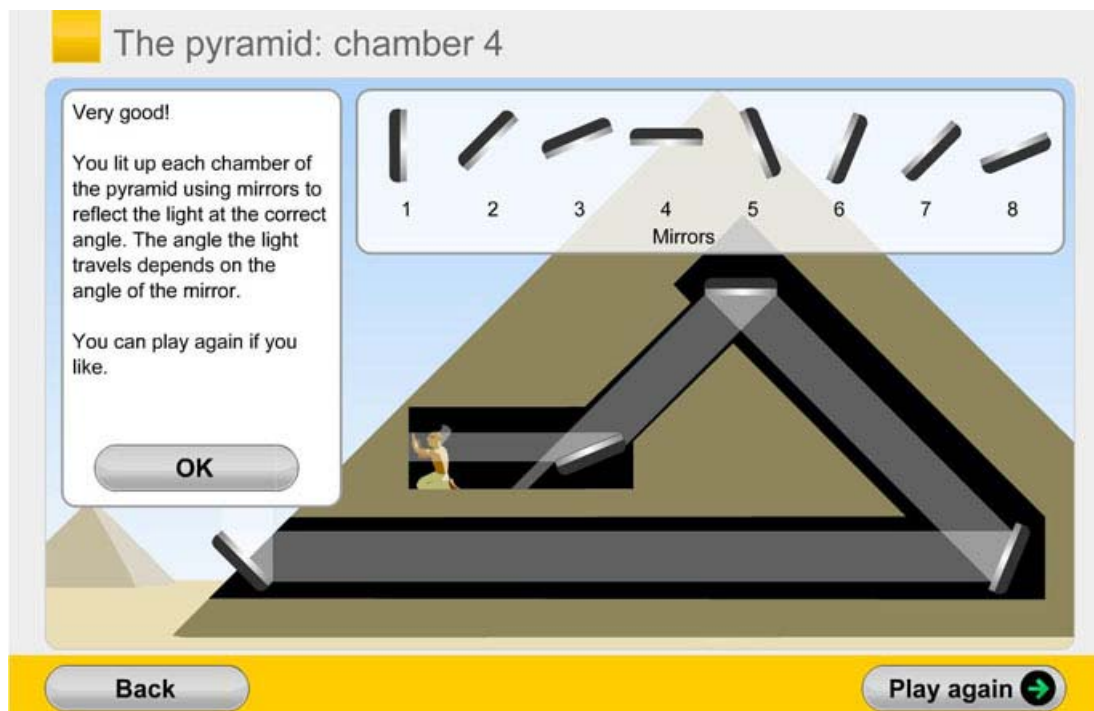 The pyramid: chamber 4
Very good!
You lit up each chamber of
the pyramid using mirrors to
reflect the light at the correct
angle. The angle the light
travels depends on the
angle of the mirror.
You can play again if you
like.
OK
1 2 3 4 5 6 7 8
Mirrors
Back
Play again